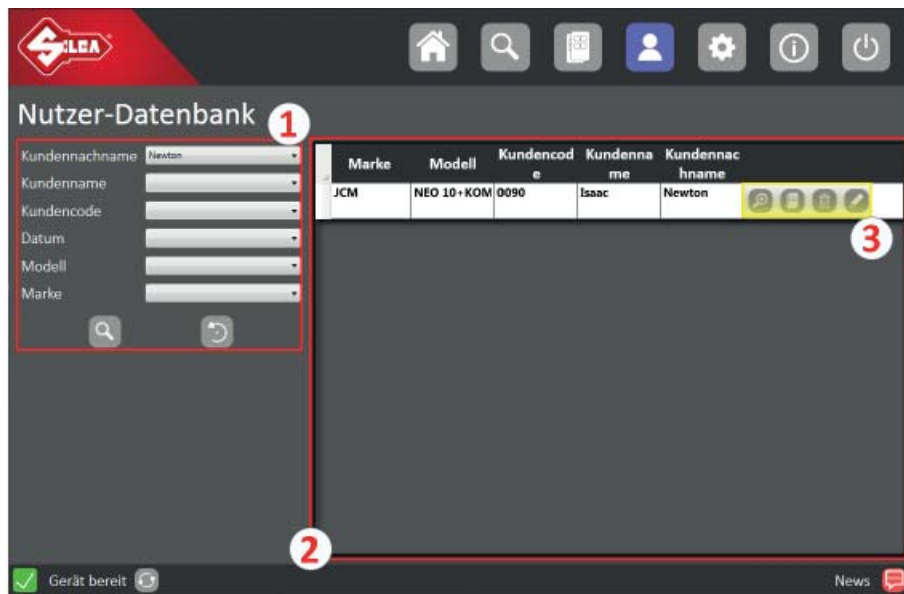 SILCA
Nutzer-Datenbank
1
Kundennachname Newton
Kundenname
Kundencode
Datum
Modell
Marke
Marke Modell Kundencod Kundenna Kundennac
e me hname
JCM NEO 10+KOM 0090 Isaac Newton
3
2
Gerät bereit
News